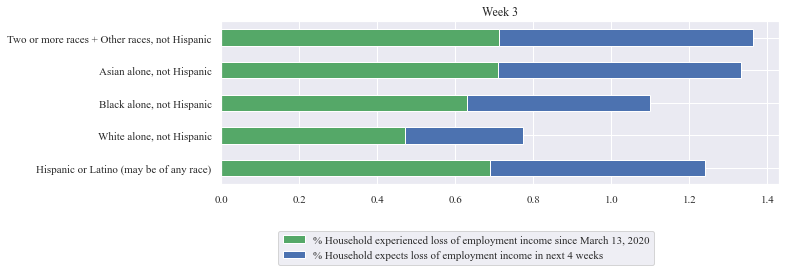 Week 3
Two or more races + Other races, not Hispanic
Asian alone, not Hispanic
Black alone, not Hispanic
White alone, not Hispanic
Hispanic or Latino (may be of any race)
0.0 0.2 0.4 0.6 0.8 1.0 1.2 1.4
% Household experienced loss of employment income since March 13, 2020
% Household expects loss of employment income in next 4 weeks